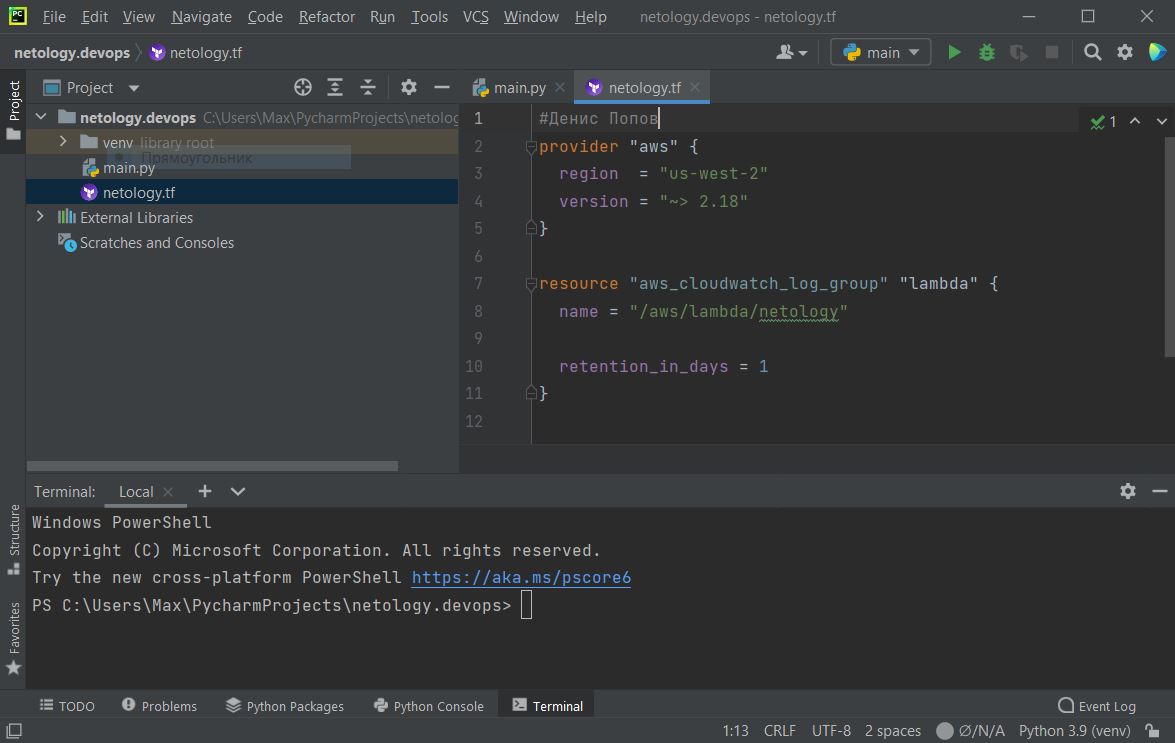 PC File Edit View Navigate Code Refactor Run Tools VCS Window Help netology.devops - netology.tf
netology.devops netology.tf main
Project
Project
main.py netology.tf
netology.devops C:\Users\Max\PycharmProjects\netolog
venv library root
Прямоугольник
main.py
netology.tf
External Libraries
Scratches and Consoles
1 #Денис Попов 1
2 provider "aws" {
3 region = "us-west-2"
4 version = "~> 2.18"
5 }
6
7 resource "aws_cloudwatch_log_group" "lambda" {
8 name = "/aws/lambda/netology"
9
10 retention_in_days = 1
11 }
12
Terminal: Local
Windows PowerShell
Copyright (C) Microsoft Corporation. All rights reserved.
Try the new cross-platform PowerShell https://aka.ms/pscore6
PS C:\Users\Max\PycharmProjects\netology.devops>
Structure
Favorites
TODO Problems Python Packages Python Console Terminal Event Log
1:13 CRLF UTF-8 2 spaces Ø/N/A Python 3.9 (venv)